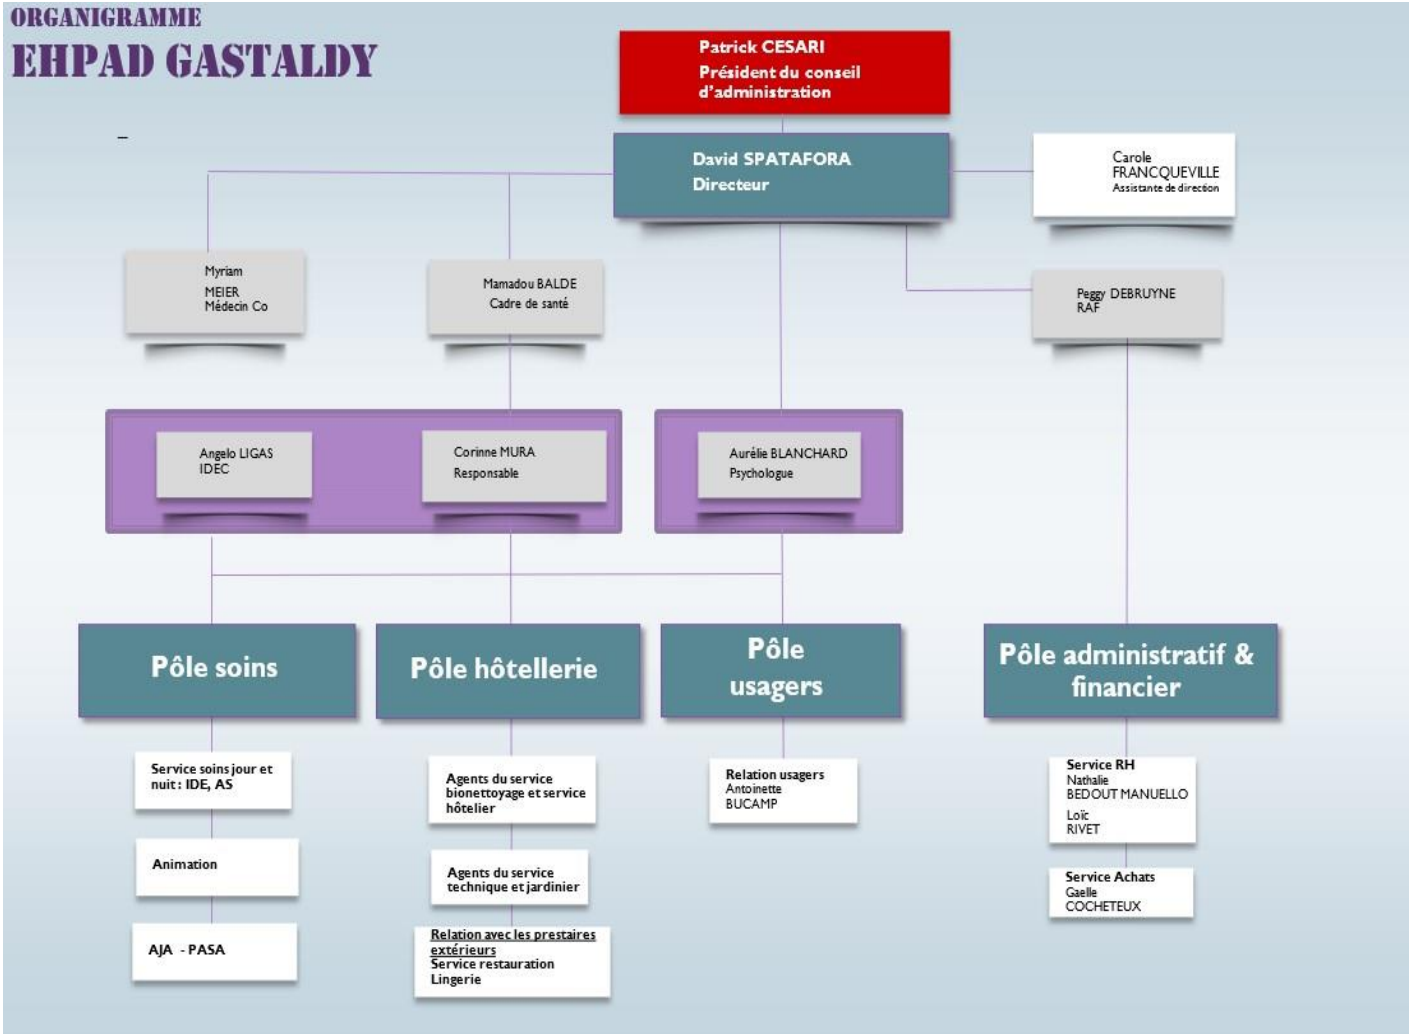 ORGANIGRAMME
EHPAD GASTALDY
Patrick CESARI
Président du conseil
d'administration
–
David SPATAFORA
Directeur
Carole
FRANCQUEVILLE
Assistante de direction
Myriam
MEIER
Médecin Co
Mamadou BALDE
Cadre de santé
Peggy DEBRUYNE
RAF
Angelo LIGAS
IDEC
Corinne MURA
Responsable
Aurélie BLANCHARD
Psychologue
Pôle soins
Pôle hôtellerie
Pôle
usagers
Pôle administratif &
financier
Service soins jour et
nuit : IDE, AS
Animation
AJA - PASA
Agents du service
bionettoyage et service
hôtelier
Agents du service
technique et jardinier
Relation avec les prestaires
extérieurs
Service restauration
Lingerie
Relation usagers
Antoinette
BUCAMP
Service RH
Nathalie
BEDOUT MANUELLO
Loïc
RIVET
Service Achats
Gaelle
COCHETEUX